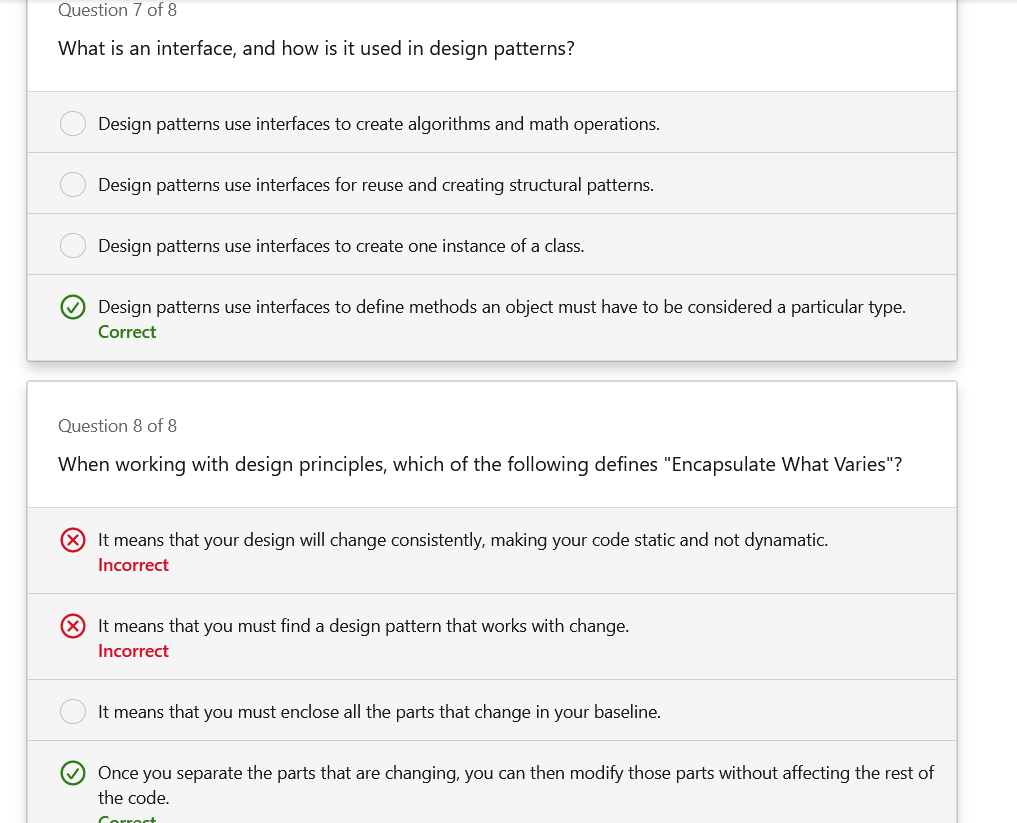 Question 7 of 8
What is an interface, and how is it used in design patterns?
Design patterns use interfaces to create algorithms and math operations.
Design patterns use interfaces for reuse and creating structural patterns.
Design patterns use interfaces to create one instance of a class.
Design patterns use interfaces to define methods an object must have to be considered a particular type.
Correct
Question 8 of 8
When working with design principles, which of the following defines "Encapsulate What Varies"?
It means that your design will change consistently, making your code static and not dynamatic.
Incorrect
It means that you must find a design pattern that works with change.
Incorrect
It means that you must enclose all the parts that change in your baseline.
Once you separate the parts that are changing, you can then modify those parts without affecting the rest of
the code.
Correct